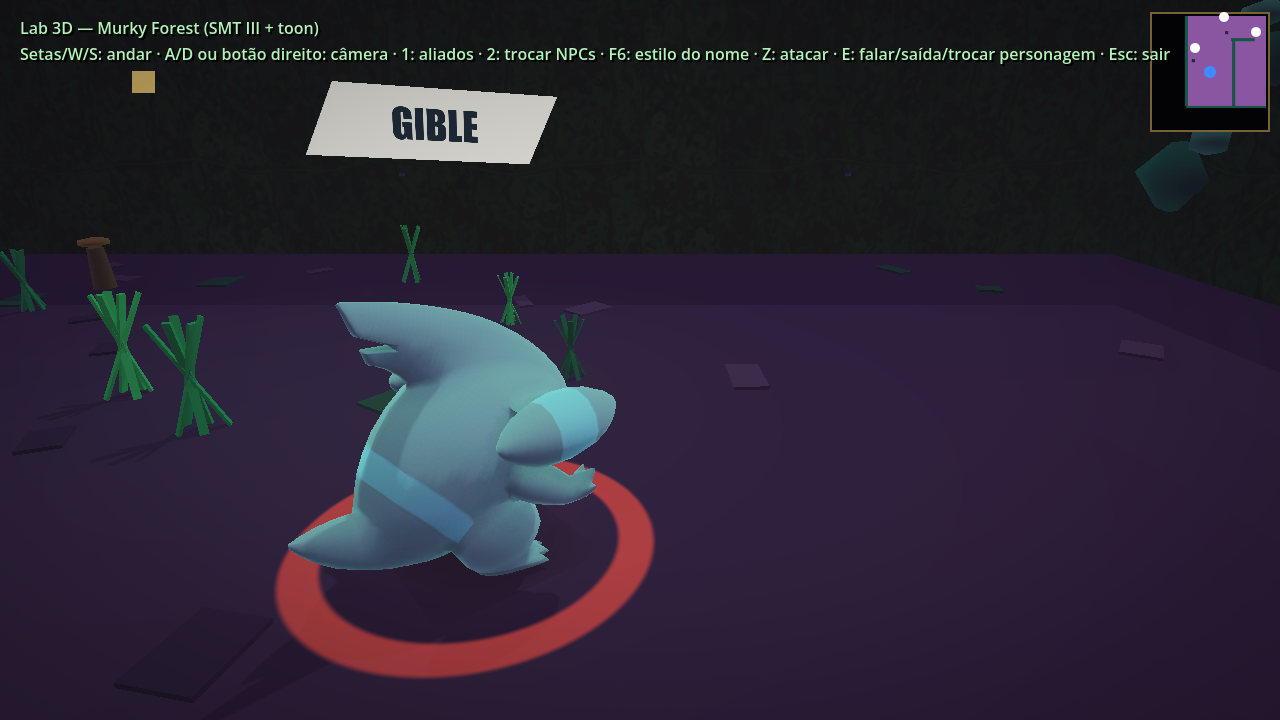 Lab 3D — Murky Forest (SMT III + toon)
Setas/W/S: andar · A/D ou botão direito: câmera · 1: aliados · 2: trocar NPCs · F6: estilo do nome · Z: atacar · E: falar/saída/trocar personagem · Esc: sair
GIBLE